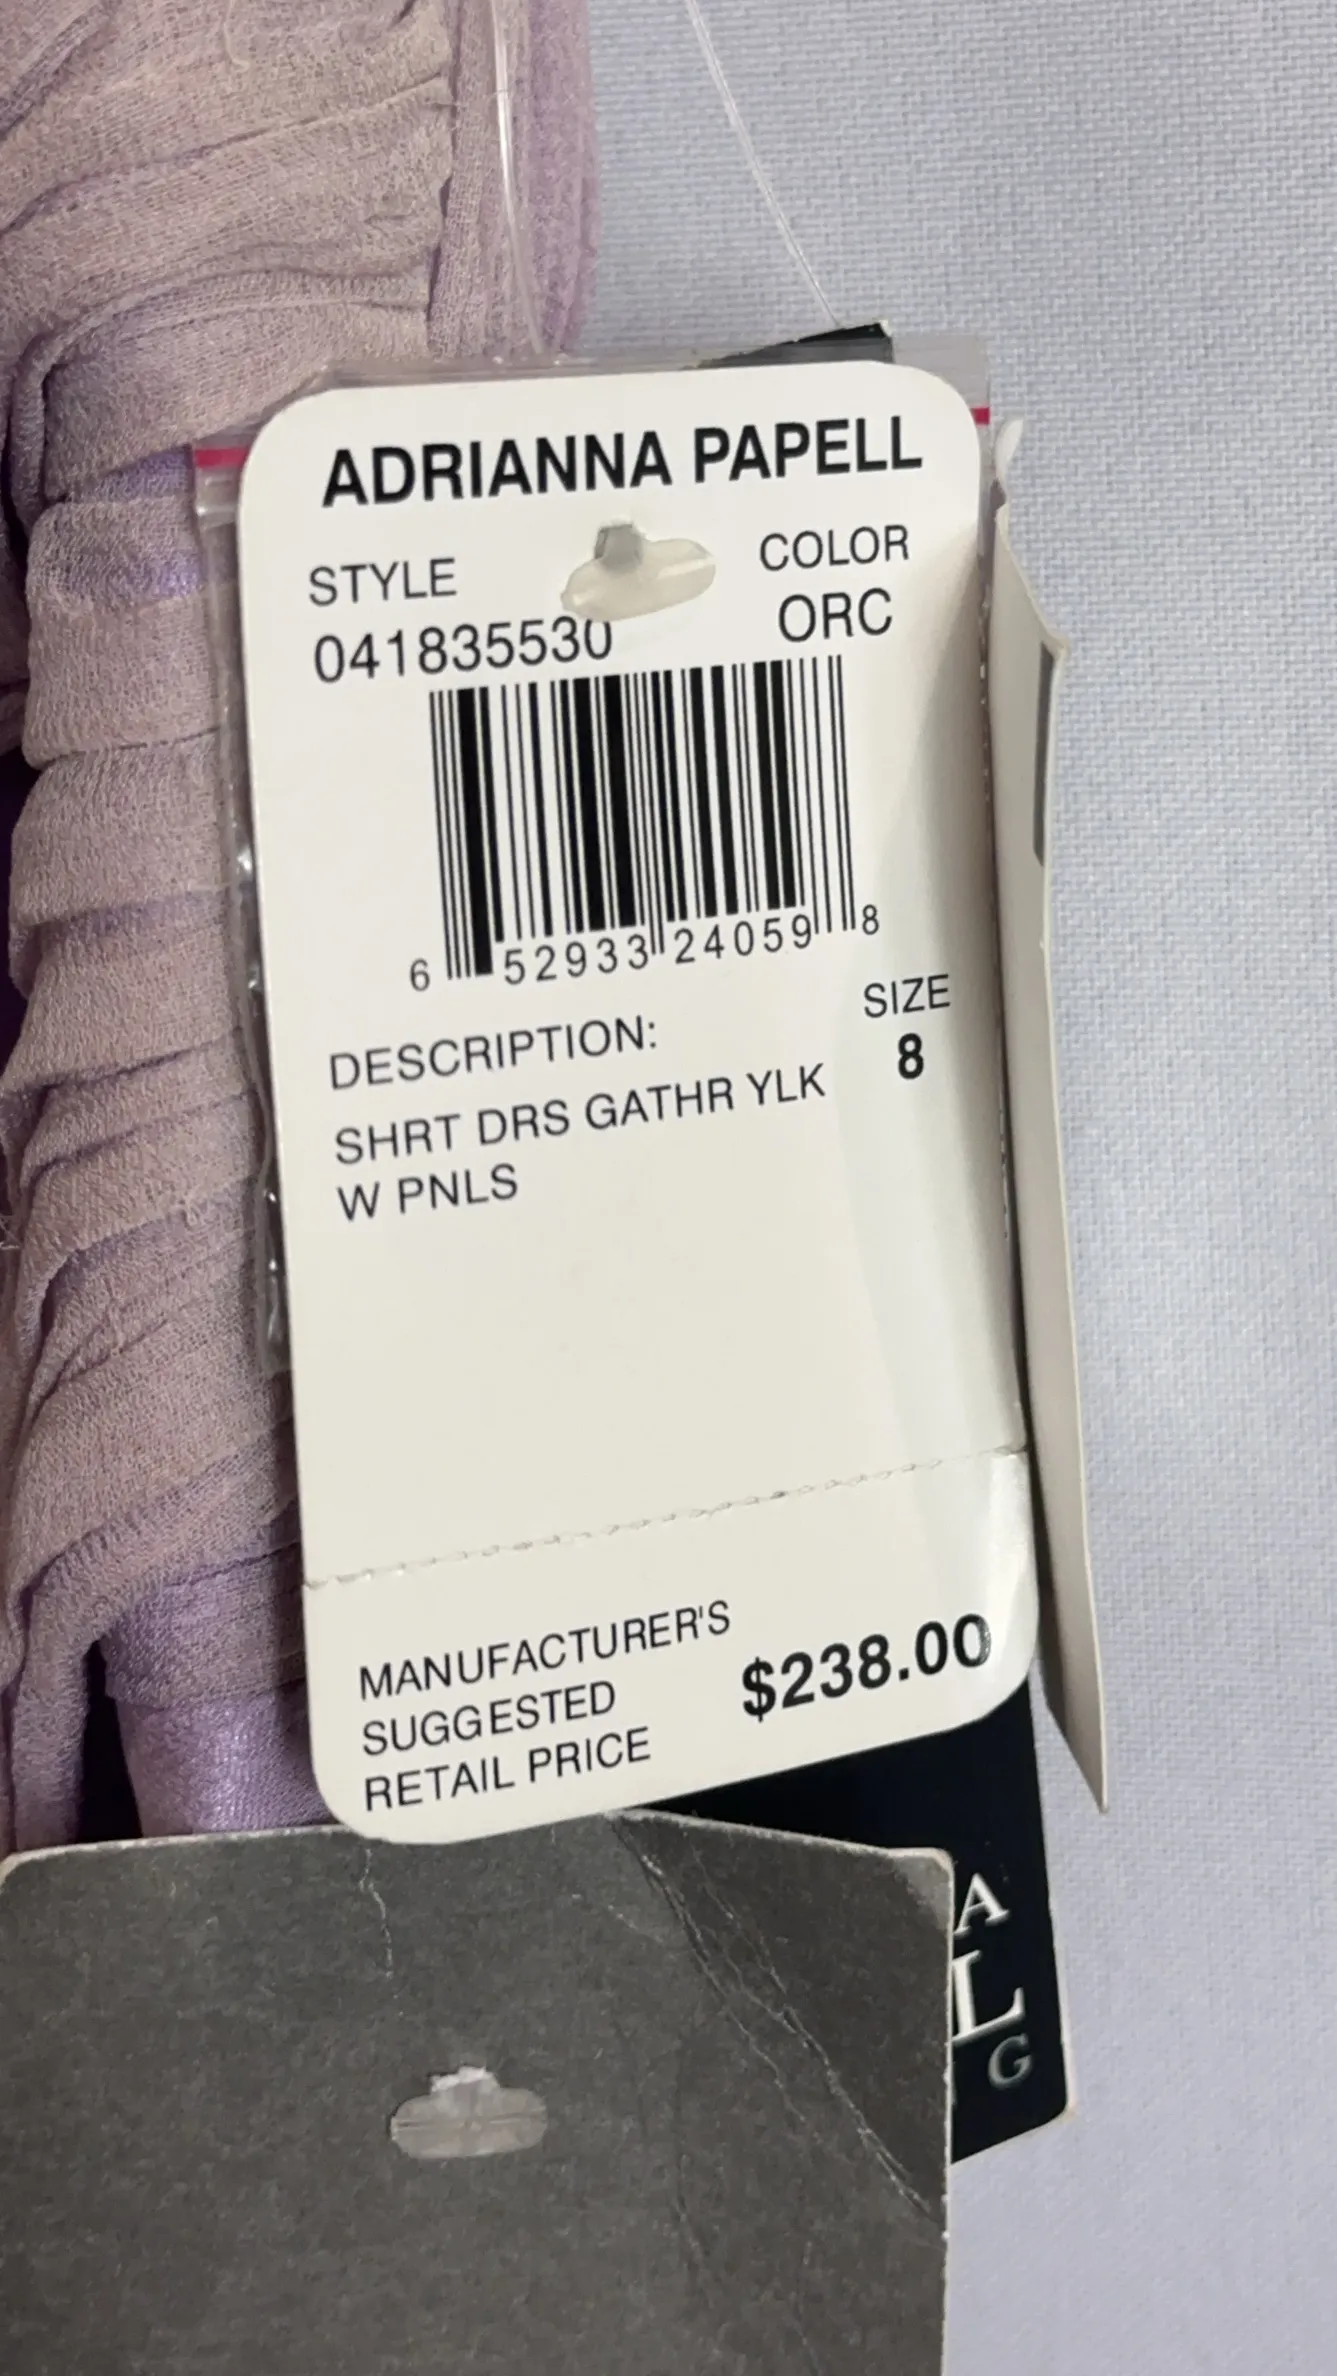 ADRIANNA PAPELL
STYLE COLOR
041835530 ORC
6 52933 24059 8
SIZE
DESCRIPTION: 8
SHRT DRS GATHR YLK
W PNLS
MANUFACTURER'S
SUGGESTED $238.00
RETAIL PRICE
A
L
G